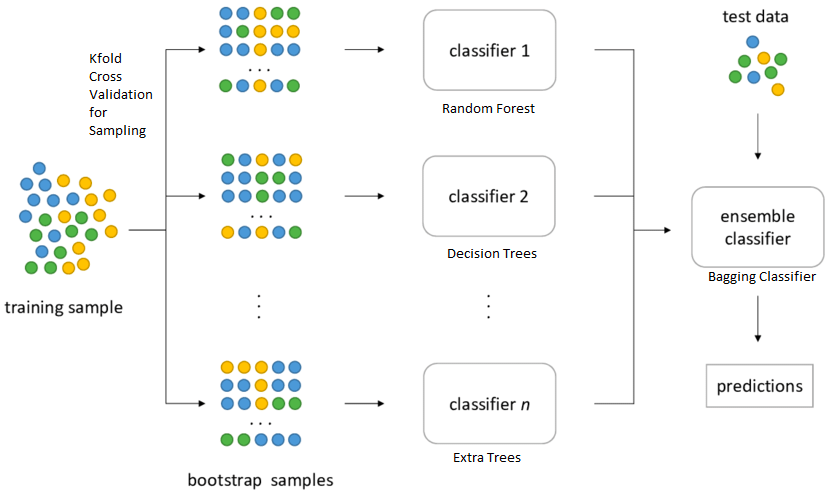 Kfold
Cross
Validation
for
Sampling
training sample
. . .
. . .
. . .
bootstrap samples
classifier 1
Random Forest
classifier 2
Decision Trees
classifier n
Extra Trees
test data
ensemble
classifier
Bagging Classifier
predictions